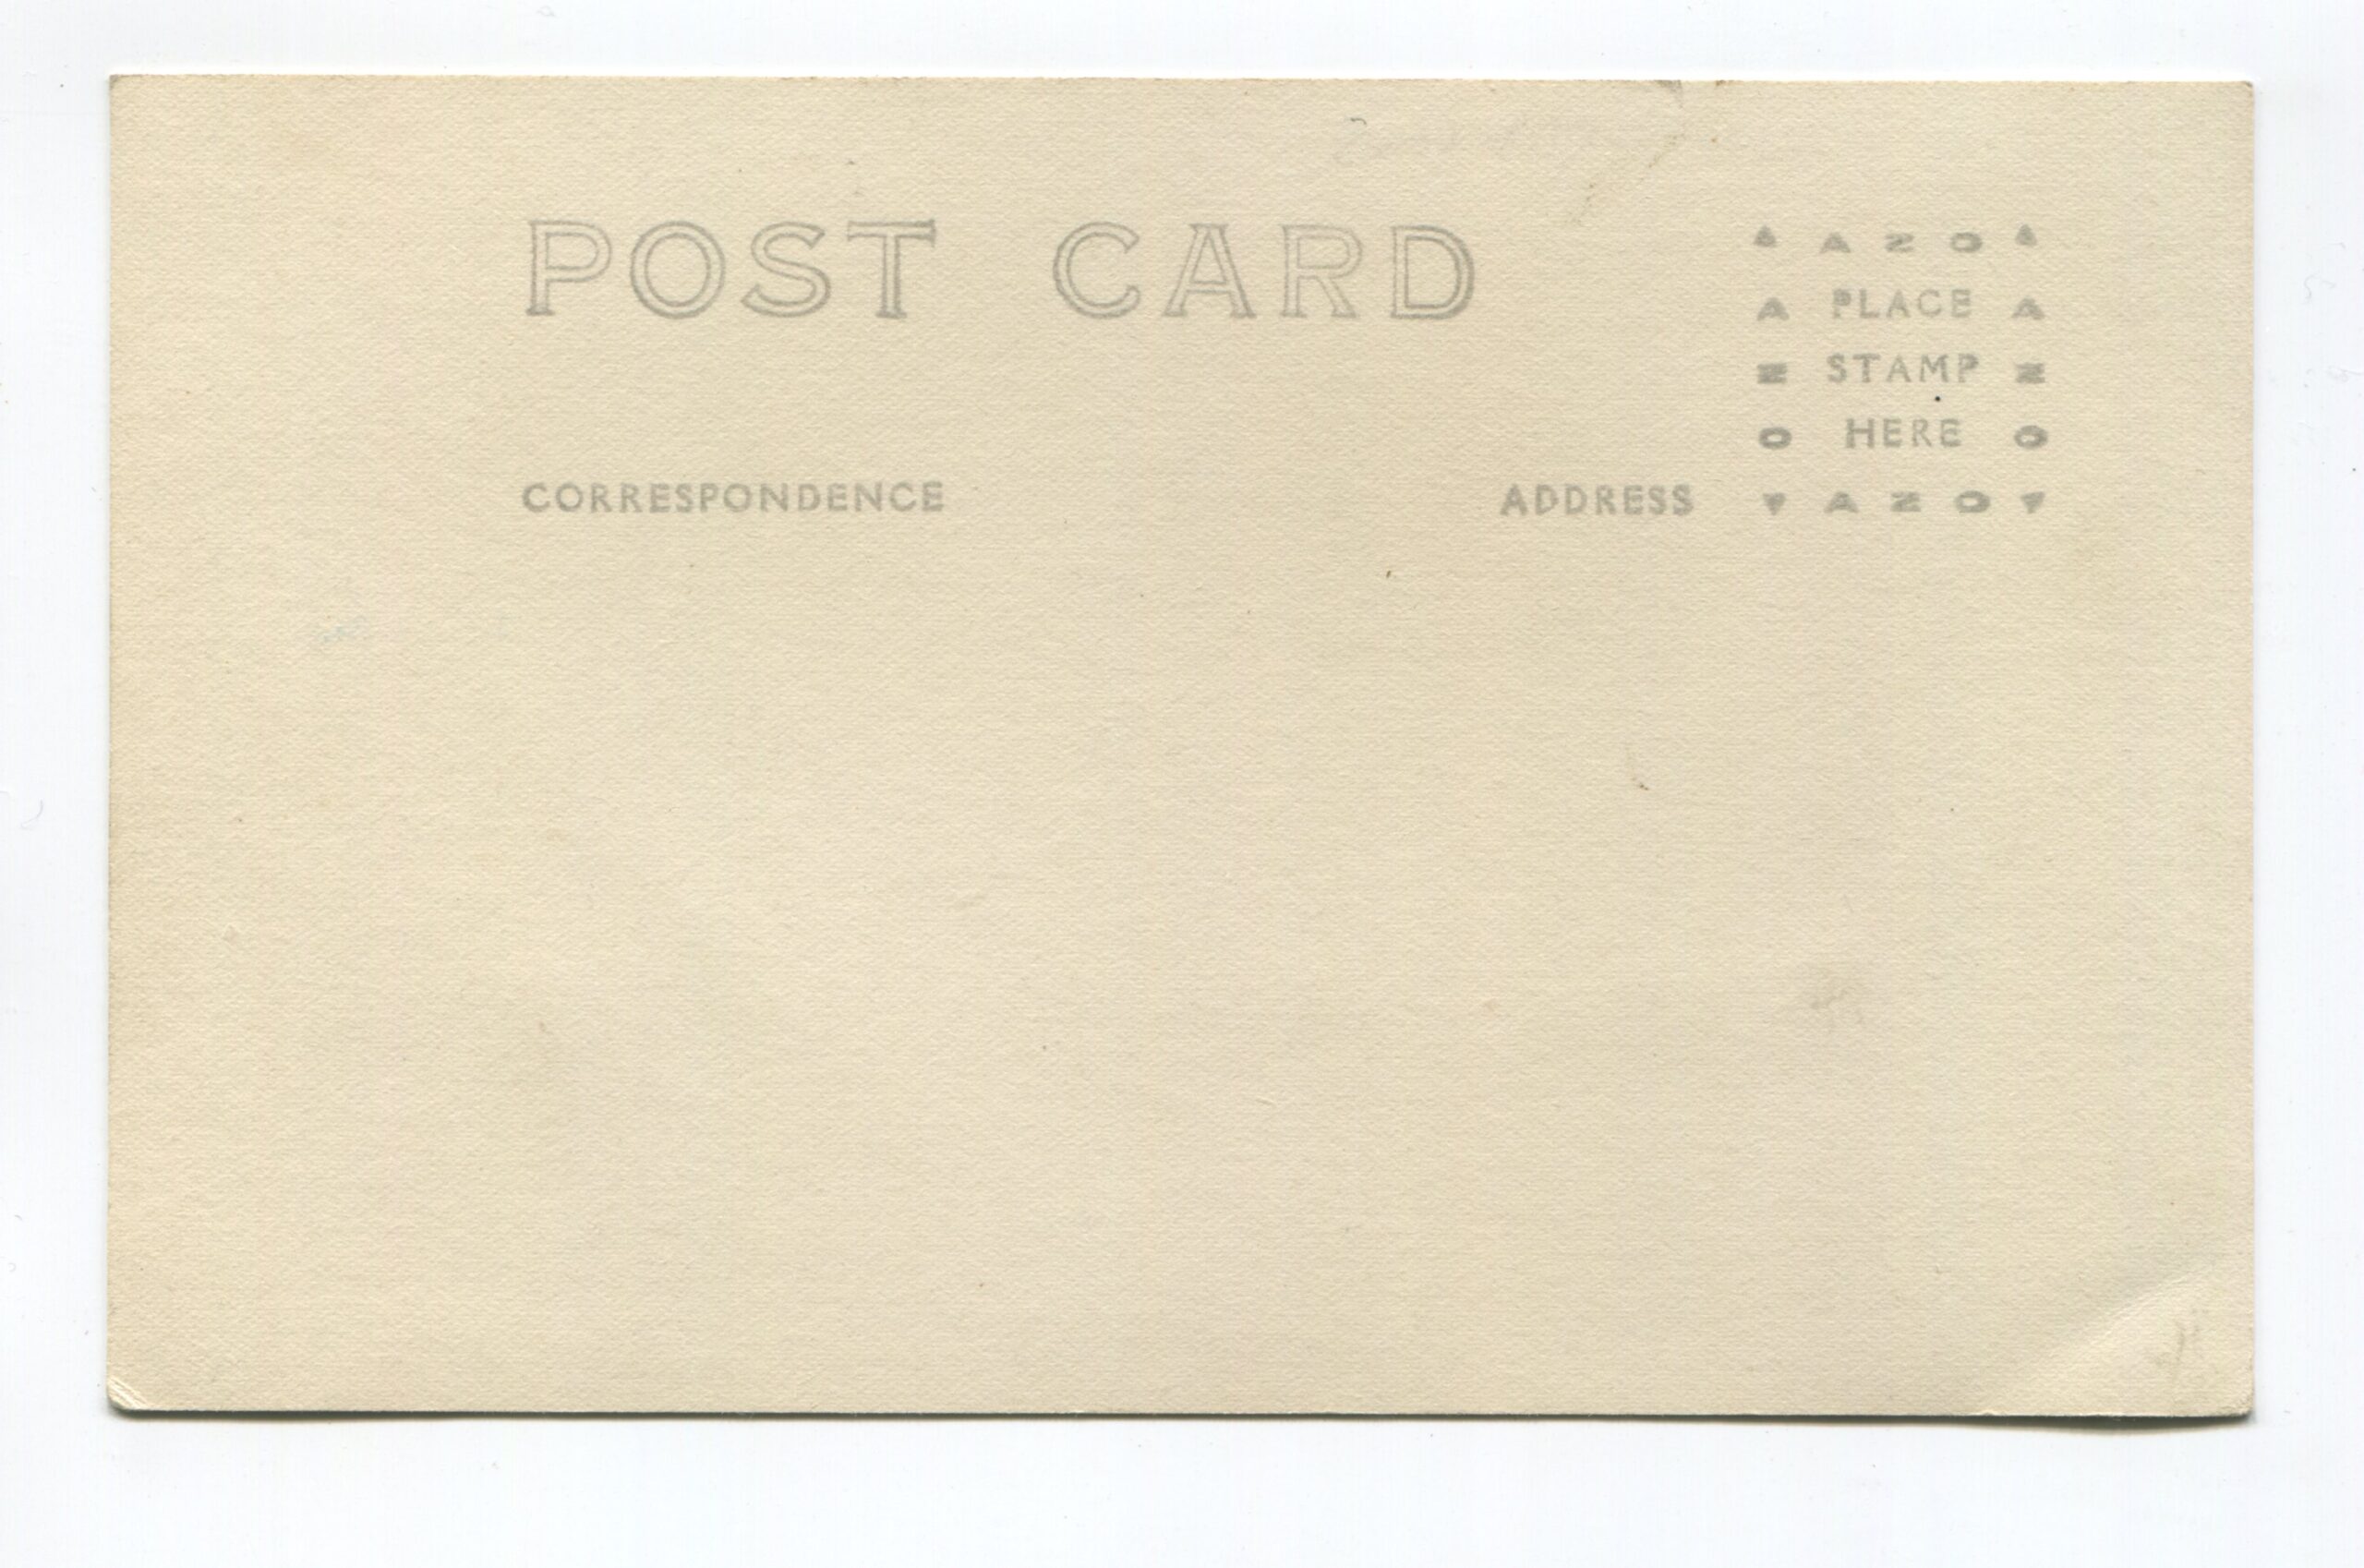 POST CARD
▲ A Z O ▲
A PLACE A
Z STAMP Z
O HERE O
▼ A Z O ▼
CORRESPONDENCE
ADDRESS